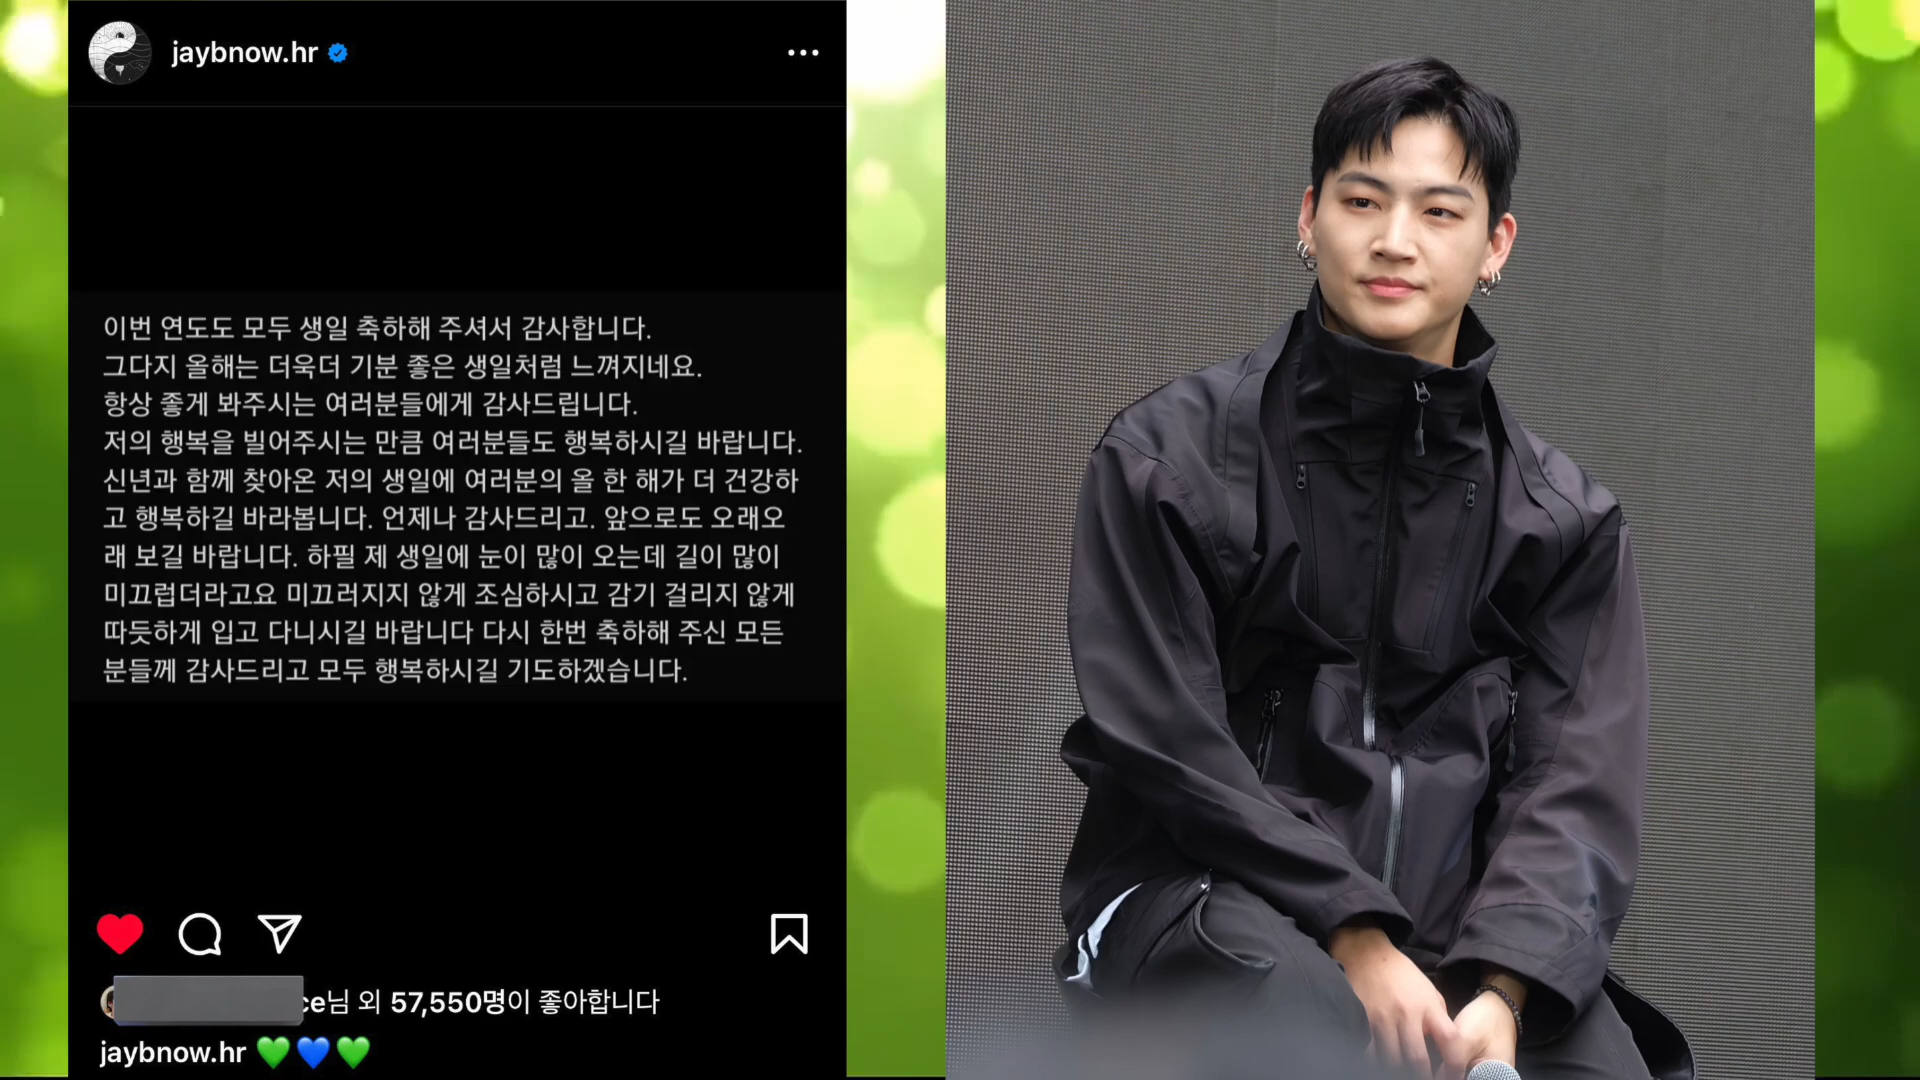 jaybnow.hr
이번 연도도 모두 생일 축하해 주셔서 감사합니다.
그다지 올해는 더욱더 기분 좋은 생일처럼 느껴지네요.
항상 좋게 봐주시는 여러분들에게 감사드립니다.
저의 행복을 빌어주시는 만큼 여러분들도 행복하시길 바랍니다.
신년과 함께 찾아온 저의 생일에 여러분의 올 한 해가 더 건강하
고 행복하길 바라봅니다. 언제나 감사드리고. 앞으로도 오래오
래 보길 바랍니다. 하필 제 생일에 눈이 많이 오는데 길이 많이
미끄럽더라고요 미끄러지지 않게 조심하시고 감기 걸리지 않게
따듯하게 입고 다니시길 바랍니다 다시 한번 축하해 주신 모든
분들께 감사드리고 모두 행복하시길 기도하겠습니다.
님 외 57,550명이 좋아합니다
jaybnow.hr 💚💙💚